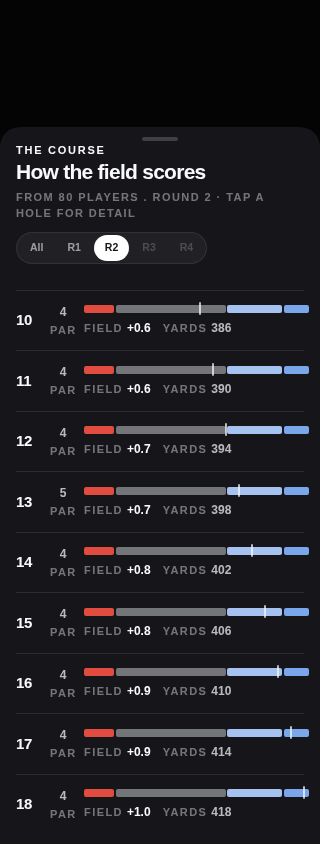 THE COURSE
How the field scores
FROM 80 PLAYERS . ROUND 2 · TAP A
HOLE FOR DETAIL
All R1 R2 R3 R4
10 4 PAR FIELD +0.6 YARDS 386
11 4 PAR FIELD +0.6 YARDS 390
12 4 PAR FIELD +0.7 YARDS 394
13 5 PAR FIELD +0.7 YARDS 398
14 4 PAR FIELD +0.8 YARDS 402
15 4 PAR FIELD +0.8 YARDS 406
16 4 PAR FIELD +0.9 YARDS 410
17 4 PAR FIELD +0.9 YARDS 414
18 4 PAR FIELD +1.0 YARDS 418